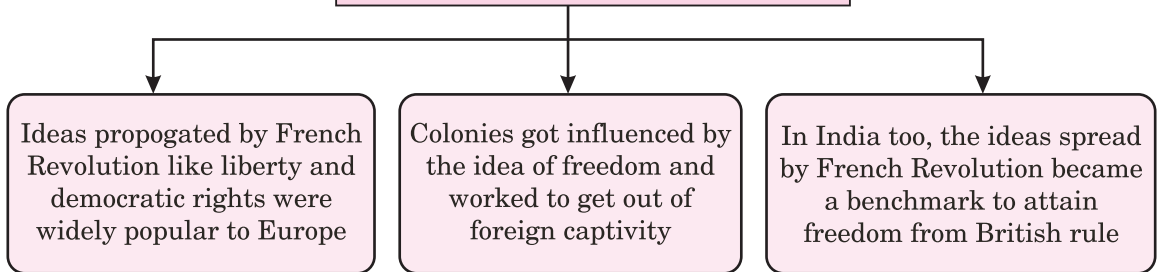 Ideas propogated by French
Revolution like liberty and
democratic rights were
widely popular to Europe
Colonies got influenced by
the idea of freedom and
worked to get out of
foreign captivity
In India too, the ideas spread
by French Revolution became
a benchmark to attain
freedom from British rule